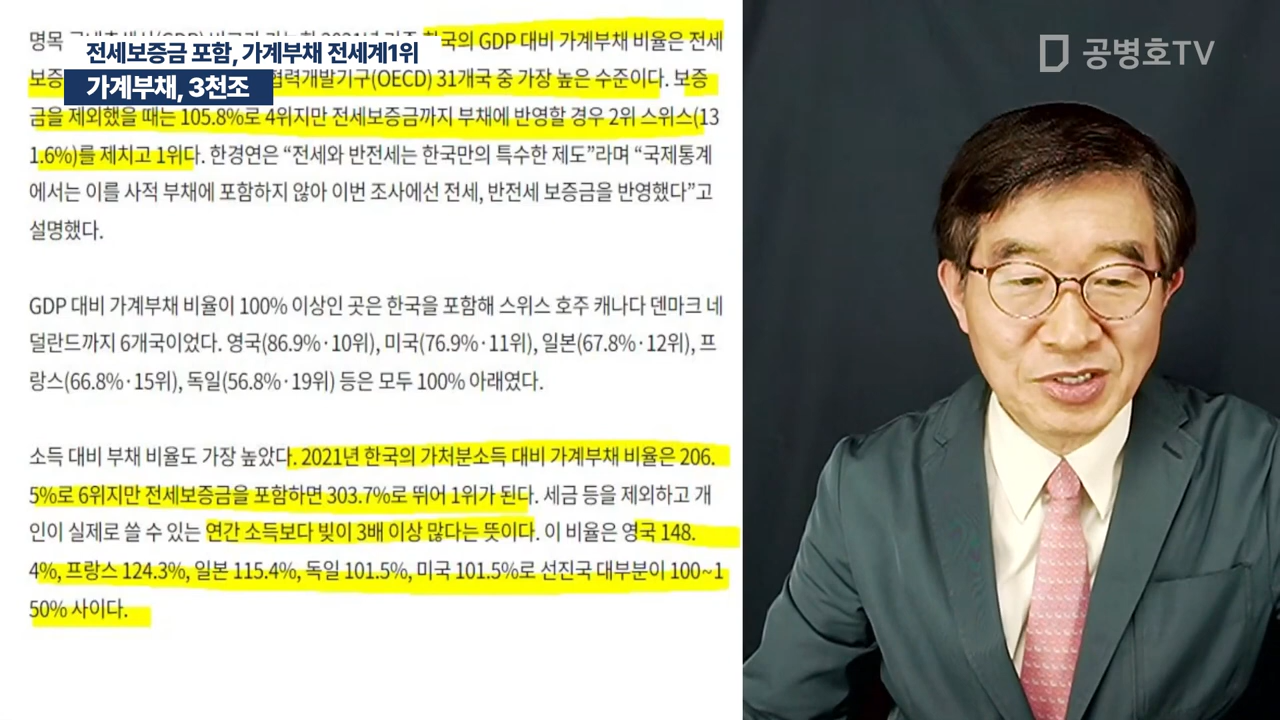 전세보증금 포함, 가계부채 전세계1위
가계부채, 3천조
공병호TV
명목 한국의 GDP 대비 가계부채 비율은 전세
보증 협력개발기구(OECD) 31개국 중 가장 높은 수준이다. 보증
금을 제외했을 때는 105.8%로 4위지만 전세보증금까지 부채에 반영할 경우 2위 스위스(13
1.6%)를 제치고 1위다. 한경연은 “전세와 반전세는 한국만의 특수한 제도”라며 “국제통계
에서는 이를 사적 부채에 포함하지 않아 이번 조사에선 전세, 반전세 보증금을 반영했다”고
설명했다.
GDP 대비 가계부채 비율이 100% 이상인 곳은 한국을 포함해 스위스 호주 캐나다 덴마크 네
덜란드까지 6개국이었다. 영국(86.9%·10위), 미국(76.9%·11위), 일본(67.8%·12위), 프
랑스(66.8%·15위), 독일(56.8%·19위) 등은 모두 100% 아래였다.
소득 대비 부채 비율도 가장 높았다. 2021년 한국의 가처분소득 대비 가계부채 비율은 206.
5%로 6위지만 전세보증금을 포함하면 303.7%로 뛰어 1위가 된다. 세금 등을 제외하고 개
인이 실제로 쓸 수 있는 연간 소득보다 빚이 3배 이상 많다는 뜻이다. 이 비율은 영국 148.
4%, 프랑스 124.3%, 일본 115.4%, 독일 101.5%, 미국 101.5%로 선진국 대부분이 100~1
50% 사이다.